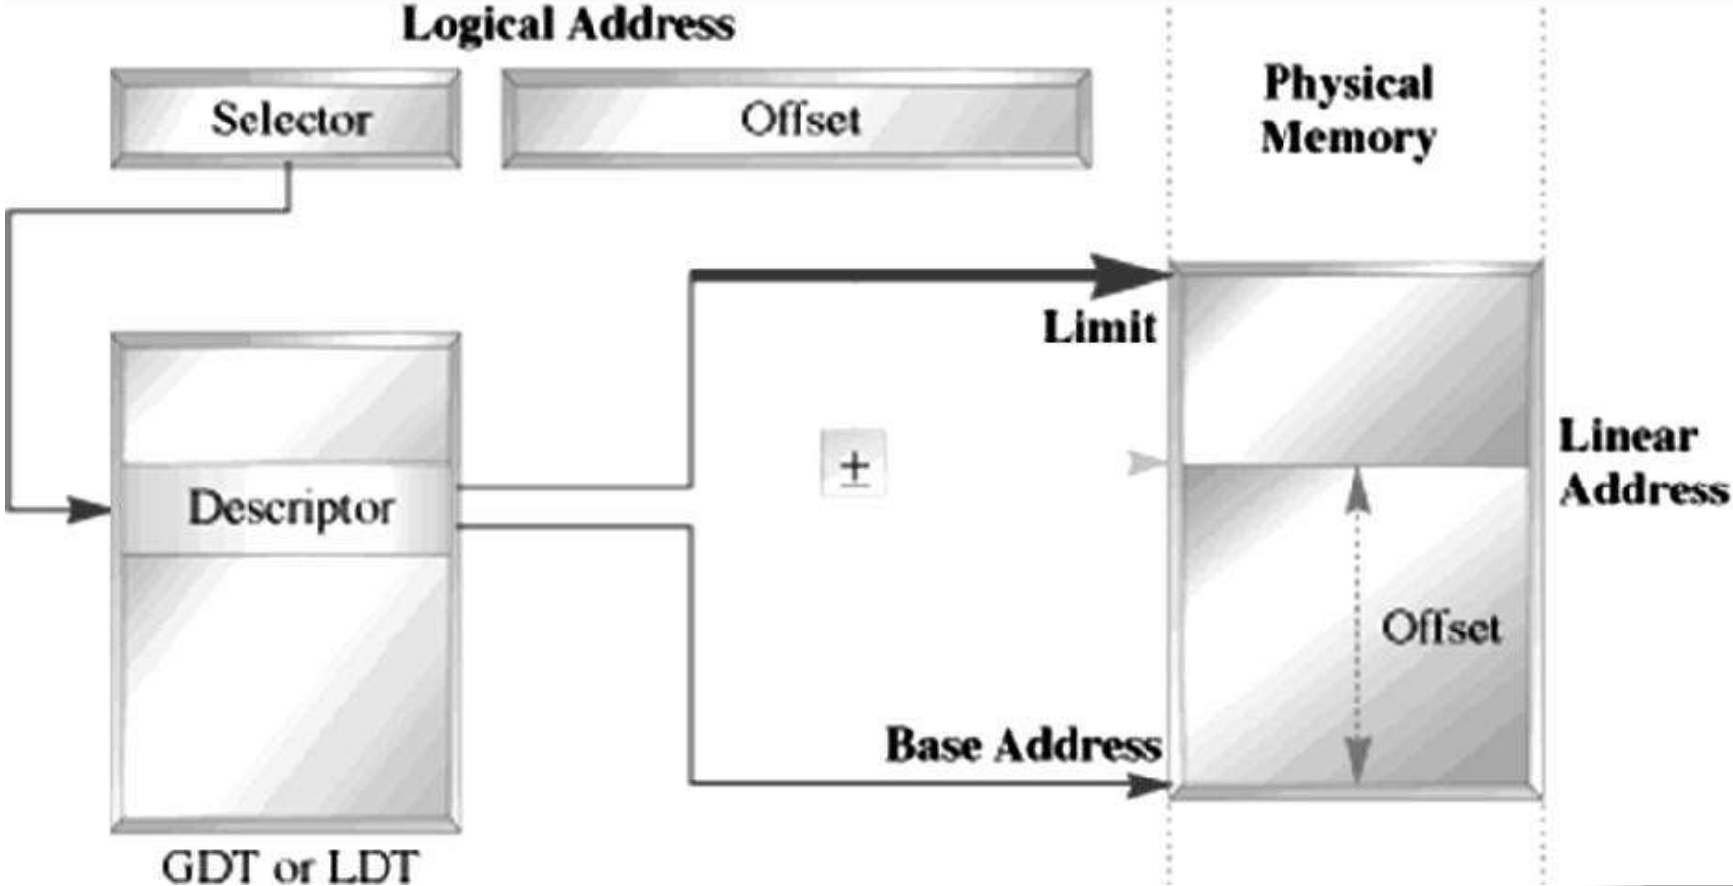 Logical Address
Selector
Offset
Physical
Memory
Limit
Linear
Address
±
Descriptor
Offset
Base Address
GDT or LDT